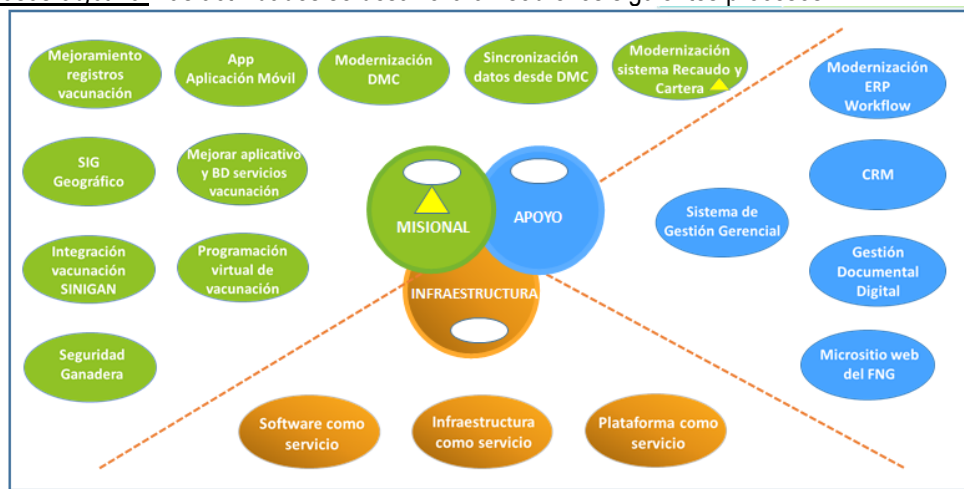 Mejoramiento
registros
vacunación
App
Aplicación Móvil
Modernización
DMC
Sincronización
datos desde DMC
Modernización
sistema Recaudo y
Cartera
Modernización
ERP
Workflow
SIG
Geográfico
Mejorar aplicativo
y BD servicios
vacunación
CRM
MISIONAL
APOYO
Sistema de
Gestión Gerencial
Integración
vacunación
SINIGAN
Programación
virtual de
vacunación
INFRAESTRUCTURA
Gestión
Documental
Digital
Seguridad
Ganadera
Micrositio web
del FNG
Software como
servicio
Infraestructura
como servicio
Plataforma como
servicio